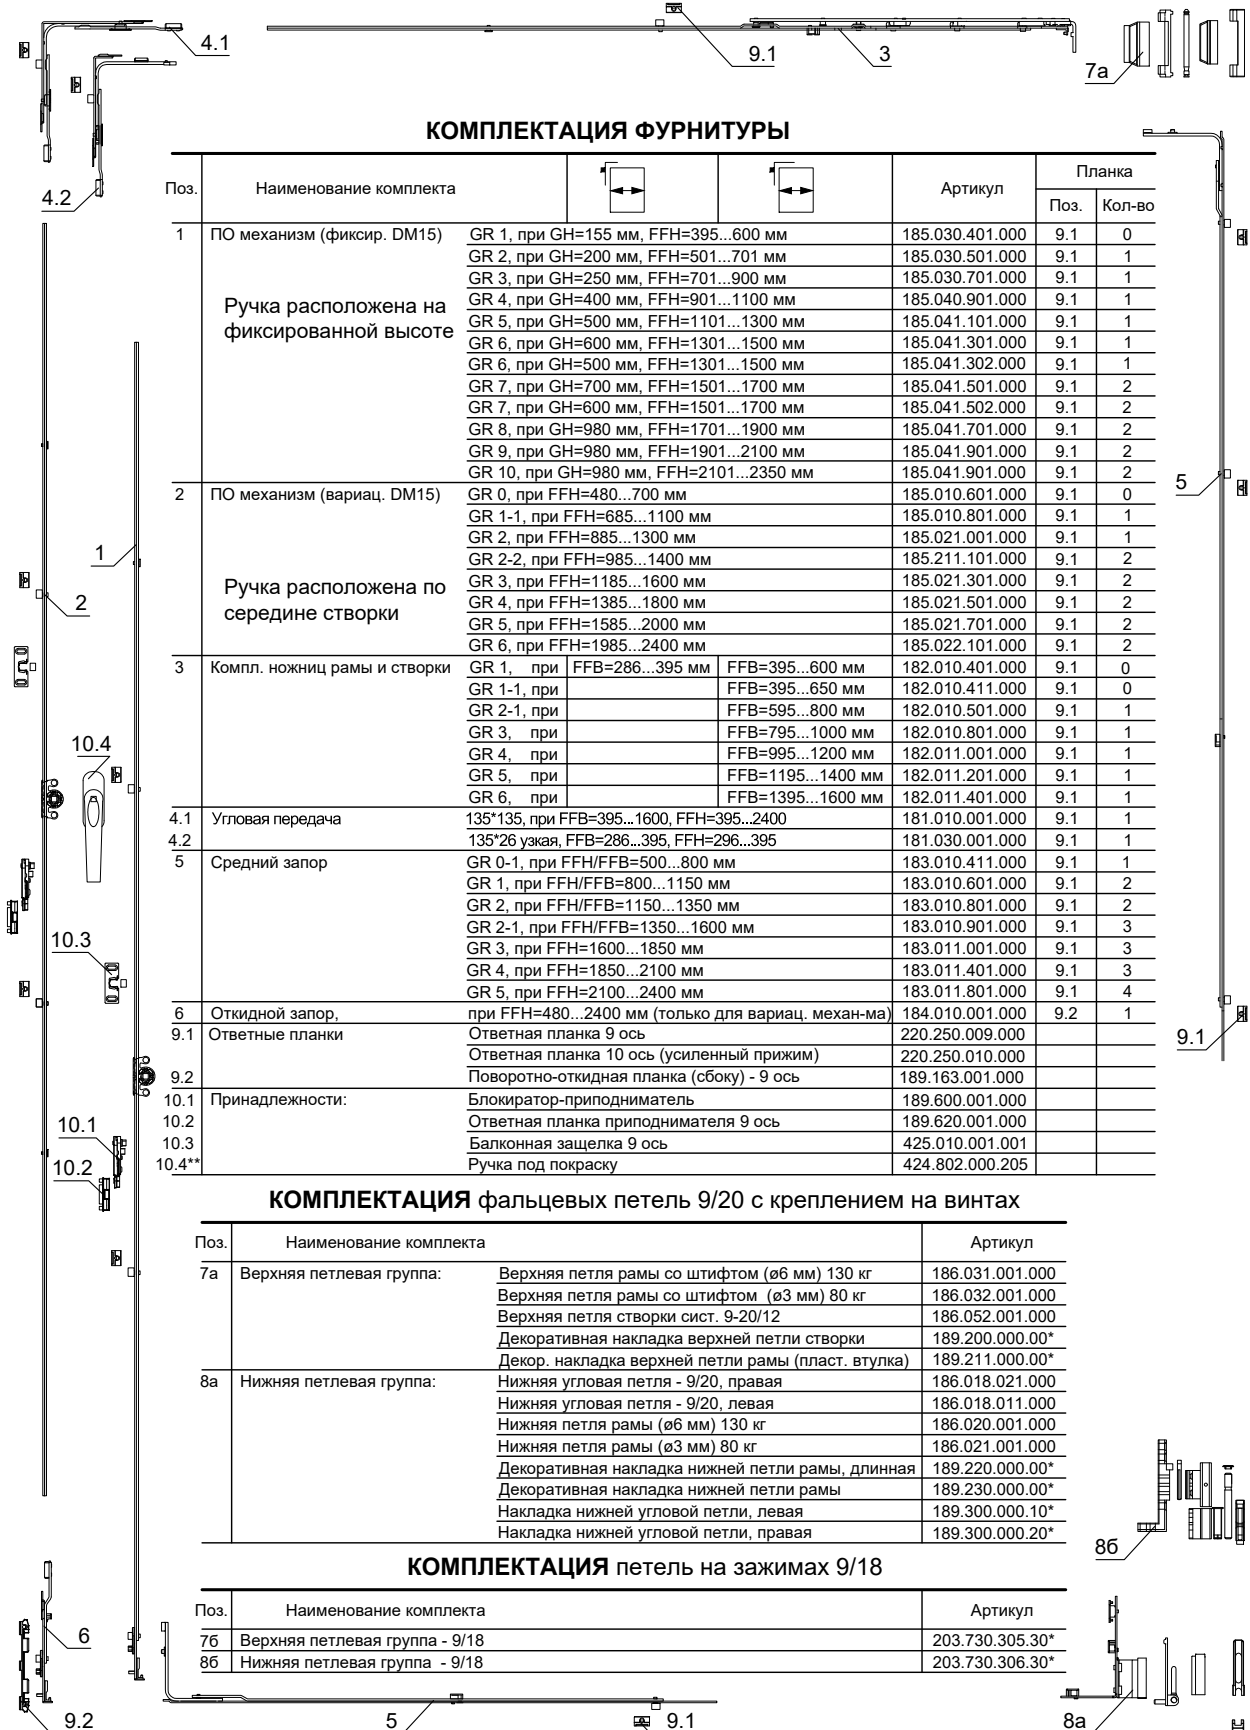 4.1
9.1
3
7а
4.2
КОМПЛЕКТАЦИЯ ФУРНИТУРЫ
Поз. Наименование комплекта Артикул Планка
Поз. Кол-во
1 ПО механизм (фиксир. DM15) GR 1, при GH=155 мм, FFH=395...600 мм 185.030.401.000 9.1 0
GR 2, при GH=200 мм, FFH=501...701 мм 185.030.501.000 9.1 1
GR 3, при GH=250 мм, FFH=701...900 мм 185.030.701.000 9.1 1
Ручка расположена на GR 4, при GH=400 мм, FFH=901...1100 мм 185.040.901.000 9.1 1
фиксированной высоте GR 5, при GH=500 мм, FFH=1101...1300 мм 185.041.101.000 9.1 1
GR 6, при GH=600 мм, FFH=1301...1500 мм 185.041.301.000 9.1 1
GR 6, при GH=500 мм, FFH=1301...1500 мм 185.041.302.000 9.1 1
GR 7, при GH=700 мм, FFH=1501...1700 мм 185.041.501.000 9.1 2
GR 7, при GH=600 мм, FFH=1501...1700 мм 185.041.502.000 9.1 2
GR 8, при GH=980 мм, FFH=1701...1900 мм 185.041.701.000 9.1 2
GR 9, при GH=980 мм, FFH=1901...2100 мм 185.041.901.000 9.1 2
GR 10, при GH=980 мм, FFH=2101...2350 мм 185.041.901.000 9.1 2
2 ПО механизм (вариац. DM15) GR 0, при FFH=480...700 мм 185.010.601.000 9.1 0
GR 1-1, при FFH=685...1100 мм 185.010.801.000 9.1 1
GR 2, при FFH=885...1300 мм 185.021.001.000 9.1 1
GR 2-2, при FFH=985...1400 мм 185.211.101.000 9.1 2
Ручка расположена по GR 3, при FFH=1185...1600 мм 185.021.301.000 9.1 2
середине створки GR 4, при FFH=1385...1800 мм 185.021.501.000 9.1 2
GR 5, при FFH=1585...2000 мм 185.021.701.000 9.1 2
GR 6, при FFH=1985...2400 мм 185.022.101.000 9.1 2
3 Компл. ножниц рамы и створки GR 1, при FFB=286...395 мм FFB=395...600 мм 182.010.401.000 9.1 0
GR 1-1, при FFB=395...650 мм 182.010.411.000 9.1 0
GR 2-1, при FFB=595...800 мм 182.010.501.000 9.1 1
GR 3, при FFB=795...1000 мм 182.010.801.000 9.1 1
GR 4, при FFB=995...1200 мм 182.011.001.000 9.1 1
GR 5, при FFB=1195...1400 мм 182.011.201.000 9.1 1
GR 6, при FFB=1395...1600 мм 182.011.401.000 9.1 1
4.1 Угловая передача 135*135, при FFB=395...1600, FFH=395...2400 181.010.001.000 9.1 1
4.2 135*26 узкая, FFB=286...395, FFH=296...395 181.030.001.000 9.1 1
5 Средний запор GR 0-1, при FFH/FFB=500...800 мм 183.010.411.000 9.1 1
GR 1, при FFH/FFB=800...1150 мм 183.010.601.000 9.1 2
GR 2, при FFH/FFB=1150...1350 мм 183.010.801.000 9.1 2
GR 2-1, при FFH/FFB=1350...1600 мм 183.010.901.000 9.1 3
GR 3, при FFH=1600...1850 мм 183.011.001.000 9.1 3
GR 4, при FFH=1850...2100 мм 183.011.401.000 9.1 3
GR 5, при FFH=2100...2400 мм 183.011.801.000 9.1 4
6 Откидной запор, при FFH=480...2400 мм (только для вариац. механ-ма) 184.010.001.000 9.2 1
9.1 Ответные планки Ответная планка 9 ось 220.250.009.000
Ответная планка 10 ось (усиленный прижим) 220.250.010.000
9.2 Поворотно-откидная планка (сбоку) - 9 ось 189.163.001.000
10.1 Принадлежности: Блокиратор-приподниматель 189.600.001.000
10.2 Ответная планка приподнимателя 9 ось 189.620.001.000
10.3 Балконная защелка 9 ось 425.010.001.001
10.4** Ручка под покраску 424.802.000.205
1
2
10.4
10.3
10.1
10.2
5
9.1
КОМПЛЕКТАЦИЯ фальцевых петель 9/20 с креплением на винтах
Поз. Наименование комплекта Артикул
7а Верхняя петлевая группа: Верхняя петля рамы со штифтом (ø6 мм) 130 кг 186.031.001.000
Верхняя петля рамы со штифтом (ø3 мм) 80 кг 186.032.001.000
Верхняя петля створки сист. 9-20/12 186.052.001.000
Декоративная накладка верхней петли створки 189.200.000.00*
Декор. накладка верхней петли рамы (пласт. втулка) 189.211.000.00*
8а Нижняя петлевая группа: Нижняя угловая петля - 9/20, правая 186.018.021.000
Нижняя угловая петля - 9/20, левая 186.018.011.000
Нижняя петля рамы (ø6 мм) 130 кг 186.020.001.000
Нижняя петля рамы (ø3 мм) 80 кг 186.021.001.000
Декоративная накладка нижней петли рамы, длинная 189.220.000.00*
Декоративная накладка нижней петли рамы 189.230.000.00*
Накладка нижней угловой петли, левая 189.300.000.10*
Накладка нижней угловой петли, правая 189.300.000.20*
8б
КОМПЛЕКТАЦИЯ петель на зажимах 9/18
Поз. Наименование комплекта Артикул
7б Верхняя петлевая группа - 9/18 203.730.305.30*
8б Нижняя петлевая группа - 9/18 203.730.306.30*
6
9.2
5
9.1
8а